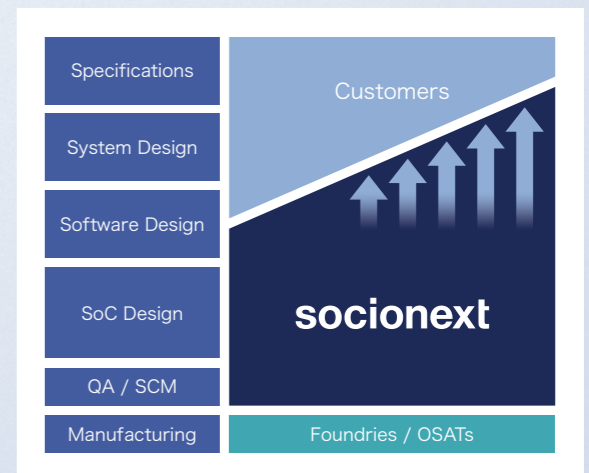 Specifications
System Design
Software Design
SoC Design
QA / SCM
Manufacturing
Customers
socionext
Foundries / OSATs